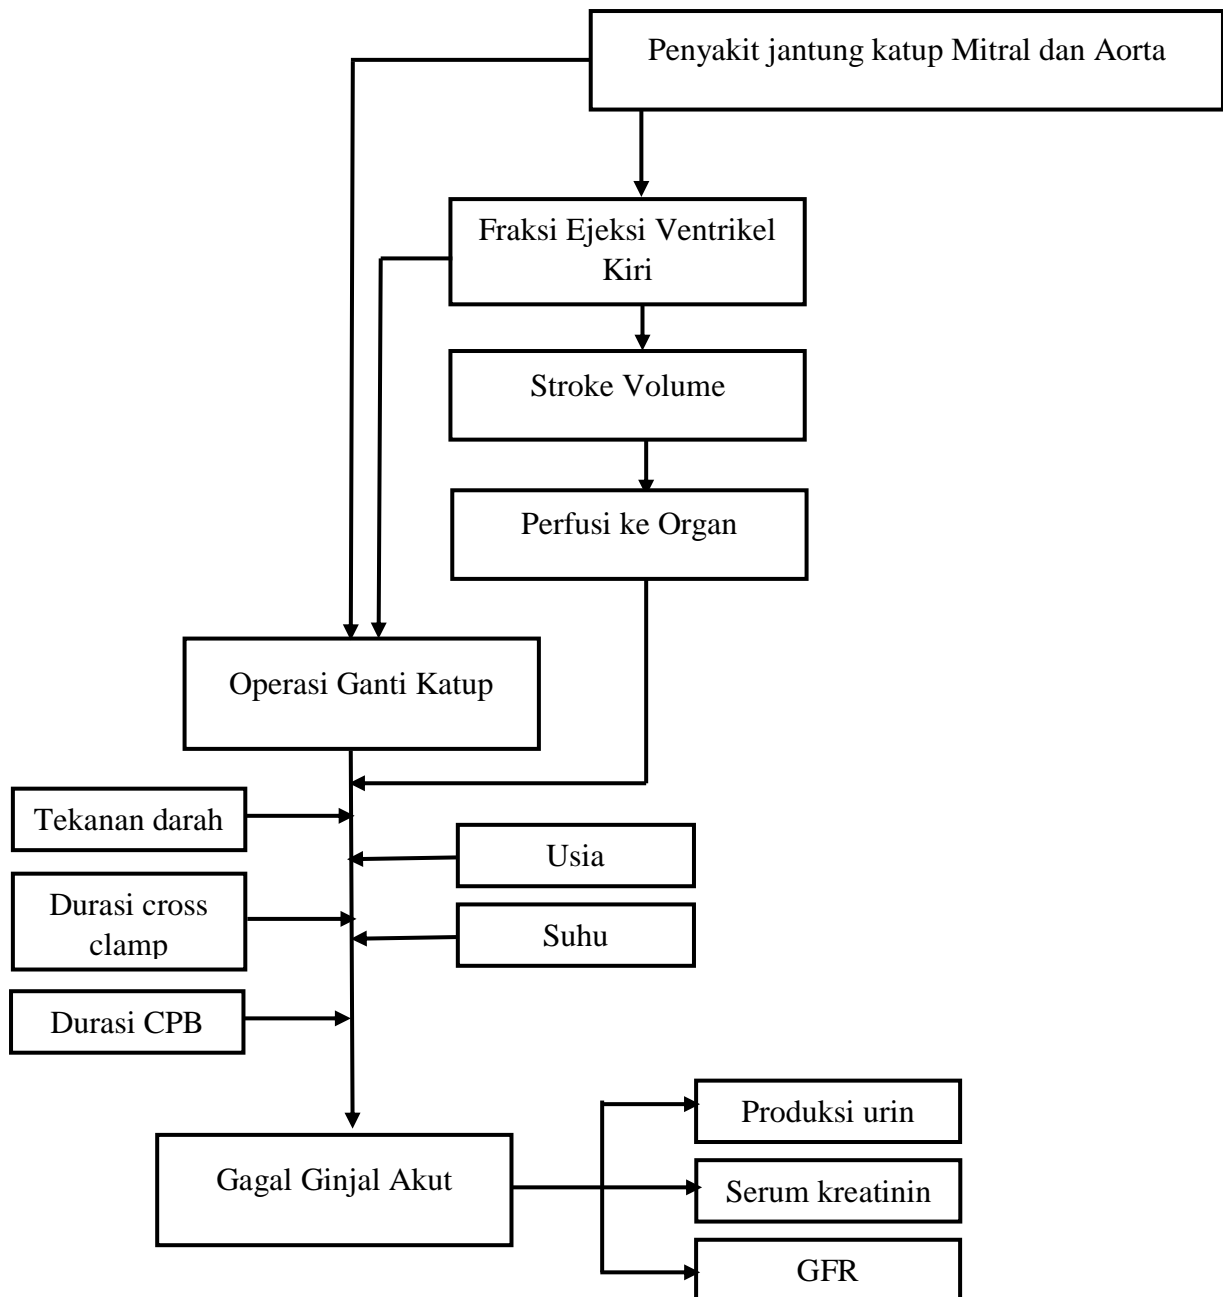 Penyakit jantung katup Mitral dan Aorta
Fraksi Ejeksi Ventrikel
Kiri
Stroke Volume
Perfusi ke Organ
Operasi Ganti Katup
Tekanan darah
Usia
Durasi cross
clamp
Suhu
Durasi CPB
Produksi urin
Gagal Ginjal Akut
Serum kreatinin
GFR